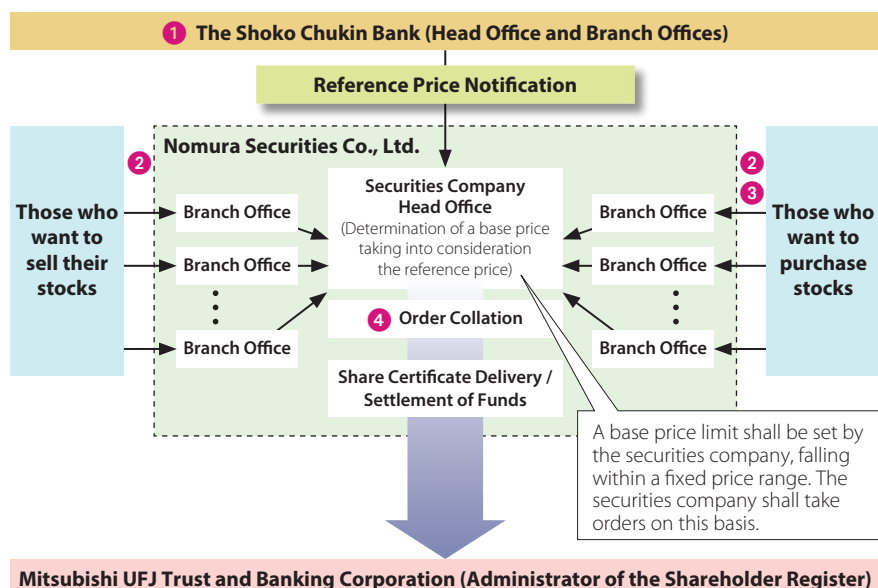 1 The Shoko Chukin Bank (Head Office and Branch Offices)
Reference Price Notification
Nomura Securities Co., Ltd.
2
2
3
Those who
want to
sell their
stocks
Branch Office
Branch Office
Branch Office
Securities Company
Head Office
(Determination of a base price
taking into consideration
the reference price)
Branch Office
Branch Office
Branch Office
Those who
want to
purchase
stocks
4 Order Collation
Share Certificate Delivery /
Settlement of Funds
A base price limit shall be set by
the securities company, falling
within a fixed price range. The
securities company shall take
orders on this basis.
Mitsubishi UFJ Trust and Banking Corporation (Administrator of the Shareholder Register)